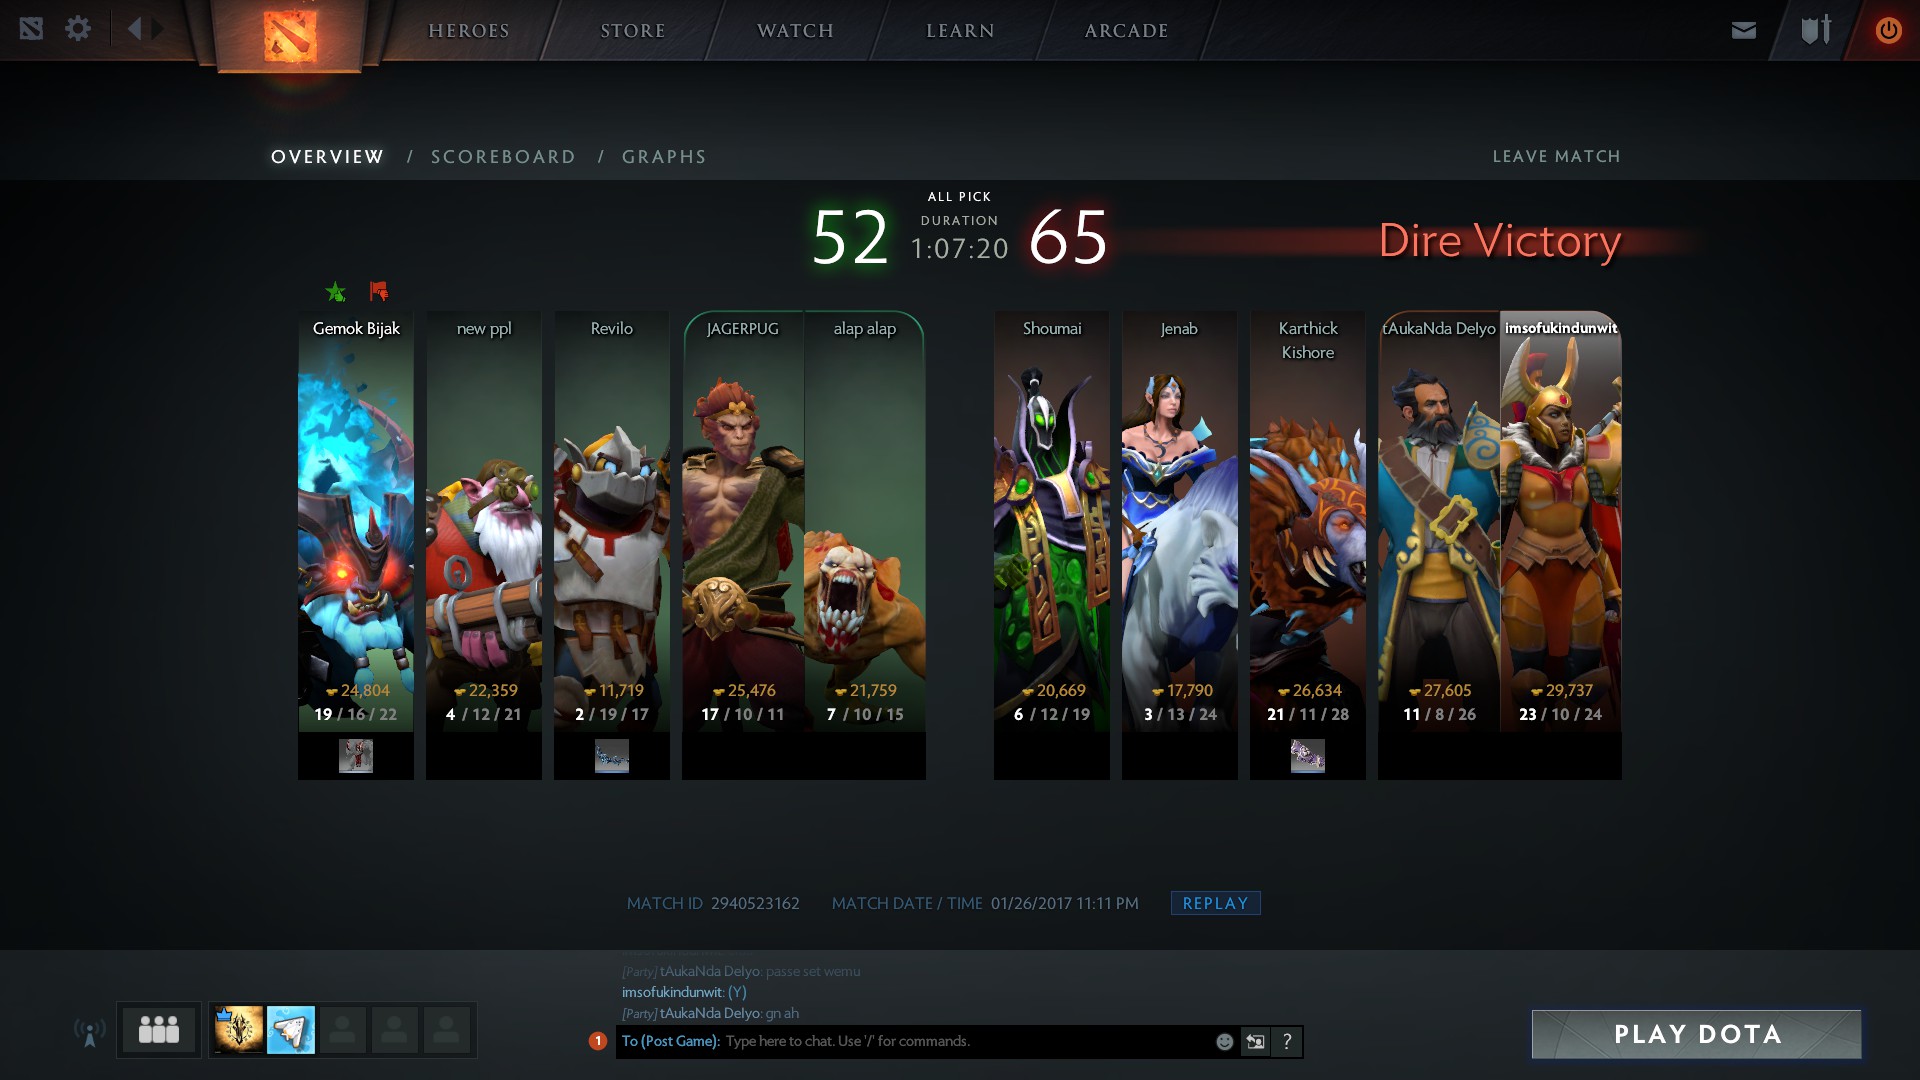 HEROES
STORE
WATCH
LEARN
ARCADE
OVERVIEW / SCOREBOARD / GRAPHS
LEAVE MATCH
ALL PICK
DURATION
52 1:07:20 65
Dire Victory
Gemok Bijak
24,804
19 / 16 / 22
new ppl
22,359
4 / 12 / 21
Revilo
11,719
2 / 19 / 17
JAGERPUG
25,476
17 / 10 / 11
alap alap
21,759
7 / 10 / 15
Shoumai
20,669
6 / 12 / 19
Jenab
17,790
3 / 13 / 24
Karthick
Kishore
26,634
21 / 11 / 28
tAukaNda Delyo
27,605
11 / 8 / 26
imsofukindunwit
29,737
23 / 10 / 24
MATCH ID 2940523162 MATCH DATE / TIME 01/26/2017 11:11 PM REPLAY
[Party] tAukaNda Delyo: passe set wemu
imsofukindunwit: (Y)
[Party] tAukaNda Delyo: gn ah
1 To (Post Game): Type here to chat. Use '/' for commands. ?
PLAY DOTA